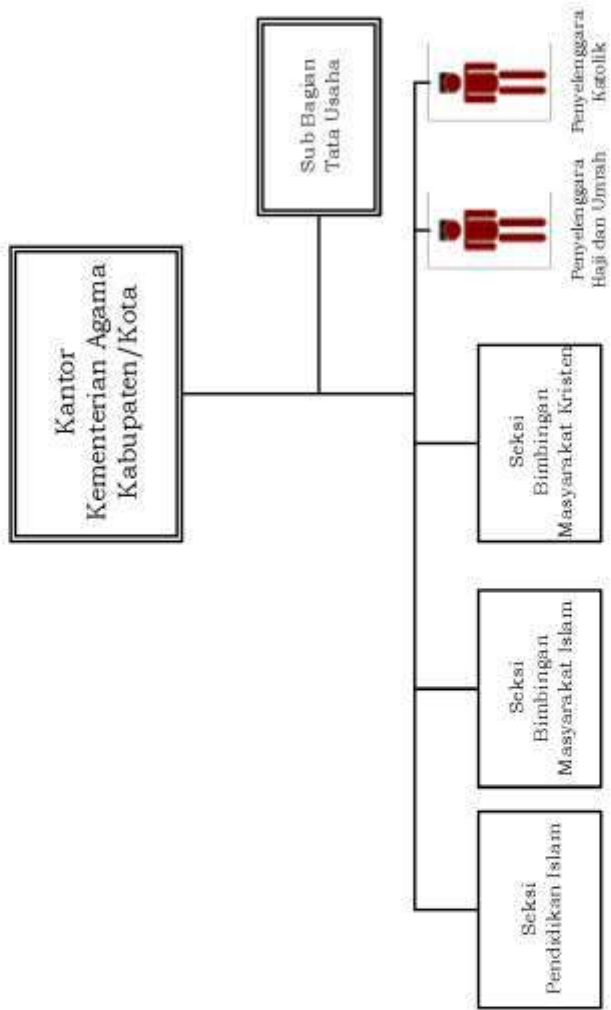 Kantor
Kementerian Agama
Kabupaten/Kota
Sub Bagian
Tata Usaha
Seksi
Pendidikan Islam
Seksi
Bimbingan
Masyarakat Islam
Seksi
Bimbingan
Masyarakat Kristen
Penyelenggara
Haji dan Umrah
Penyelenggara
Katolik